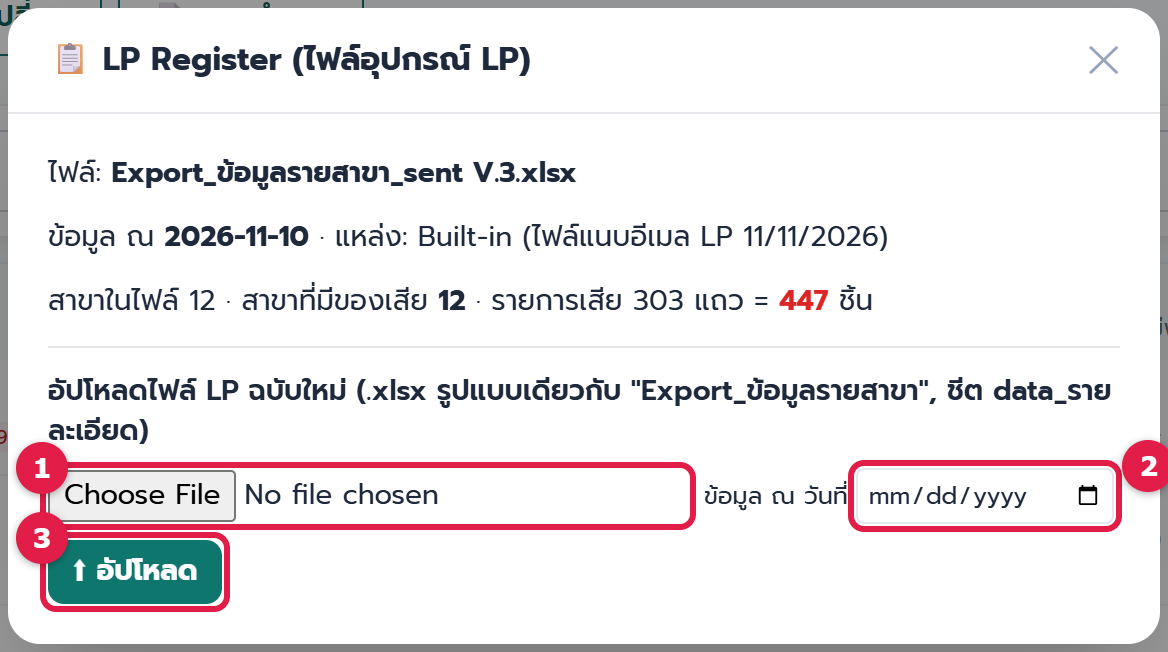 LP Register (ไฟล์อุปกรณ์ LP)
ไฟล์: Export_ข้อมูลรายสาขา_sent V.3.xlsx
ข้อมูล ณ 2026-11-10 · แหล่ง: Built-in (ไฟล์แนบอีเมล LP 11/11/2026)
สาขาในไฟล์ 12 · สาขาที่มีของเสีย 12 · รายการเสีย 303 แถว = 447 ชิ้น
อัปโหลดไฟล์ LP ฉบับใหม่ (.xlsx รูปแบบเดียวกับ "Export_ข้อมูลรายสาขา", ชีต data_ราย
ละเอียด)
1 Choose File No file chosen ข้อมูล ณ วันที่ mm/dd/yyyy 2
3 ⬆ อัปโหลด